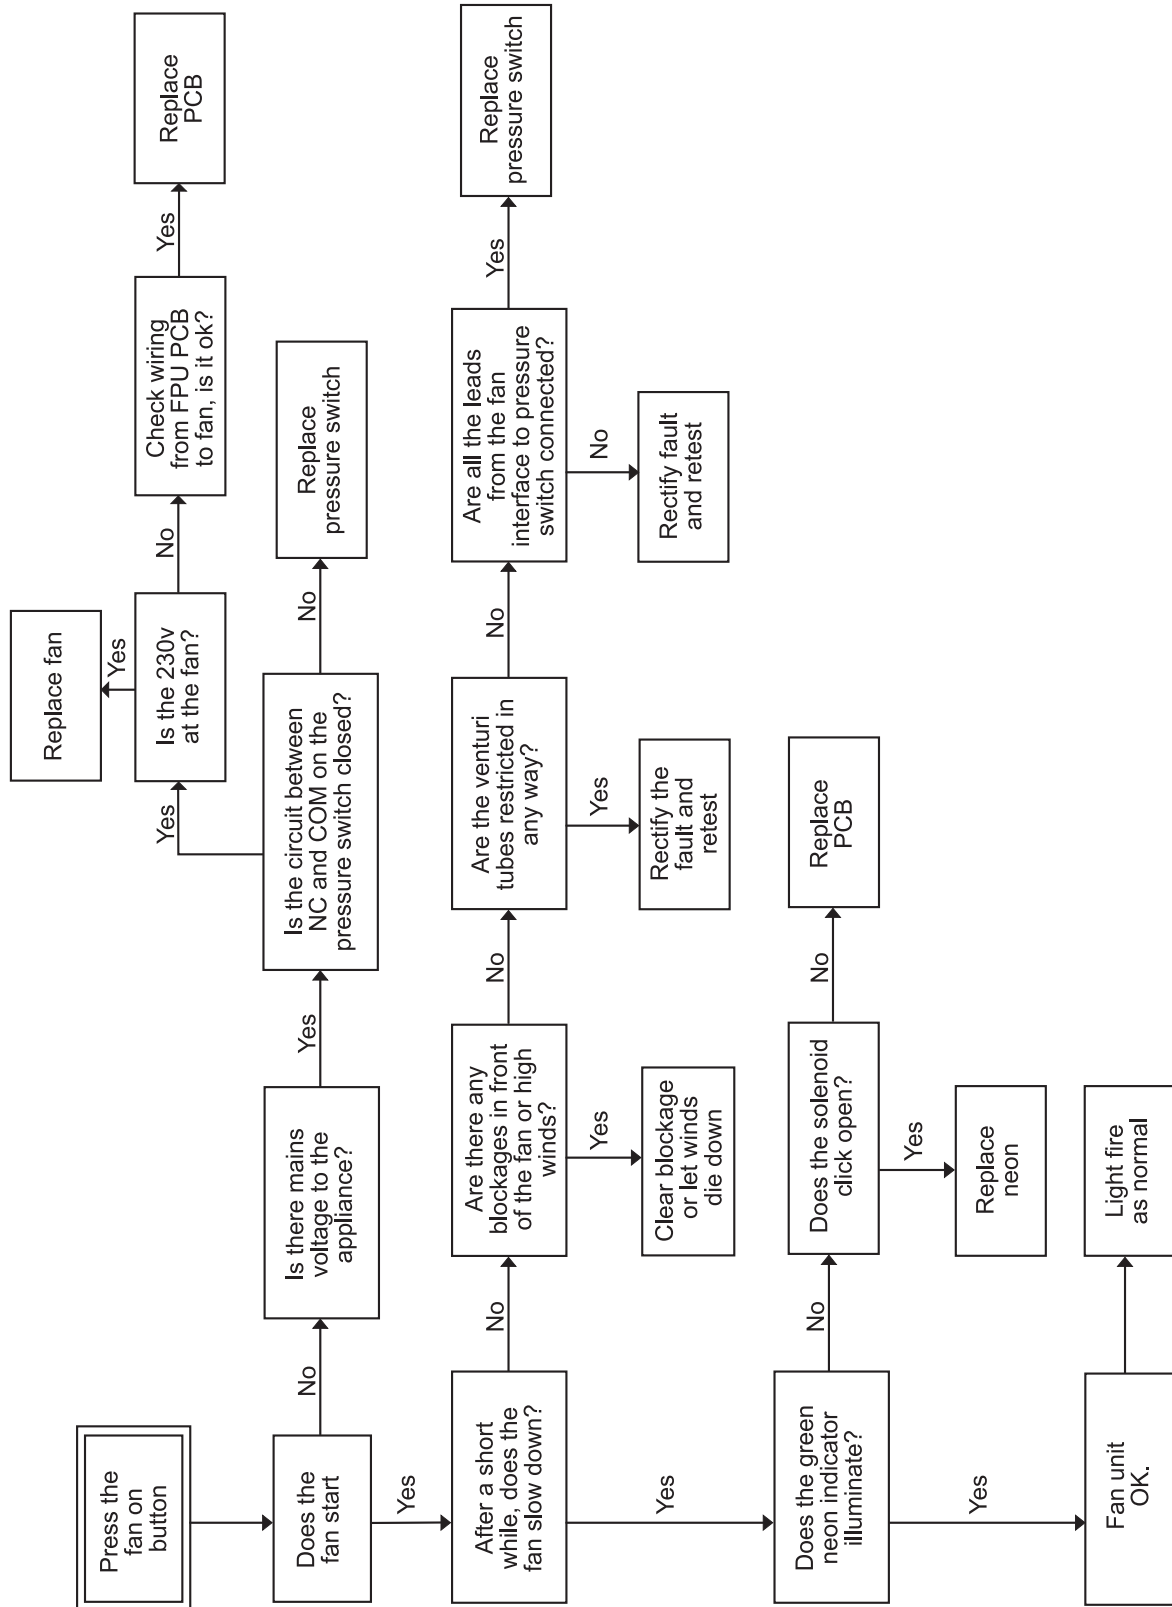 Press the
fan on
button
Does the
fan start
No
Is there mains
voltage to the
appliance?
Yes
Is the circuit between
NC and COM on the
pressure switch closed?
No
Replace
pressure switch
Yes
Is the 230v
at the fan?
Yes
Replace fan
No
Check wiring
from FPU PCB
to fan, is it ok?
Yes
Replace
PCB
Yes
After a short
while, does the
fan slow down?
No
Are there any
blockages in front
of the fan or high
winds?
Yes
Clear blockage
or let winds
die down
No
Are the venturi
tubes restricted in
any way?
Yes
Rectify the
fault and
retest
No
Are all the leads
from the fan
interface to pressure
switch connected?
No
Rectify fault
and retest
Yes
Replace
pressure switch
Yes
Does the green
neon indicator
illuminate?
No
Does the solenoid
click open?
Yes
Replace
neon
No
Replace
PCB
Yes
Fan unit
OK.
Light fire
as normal